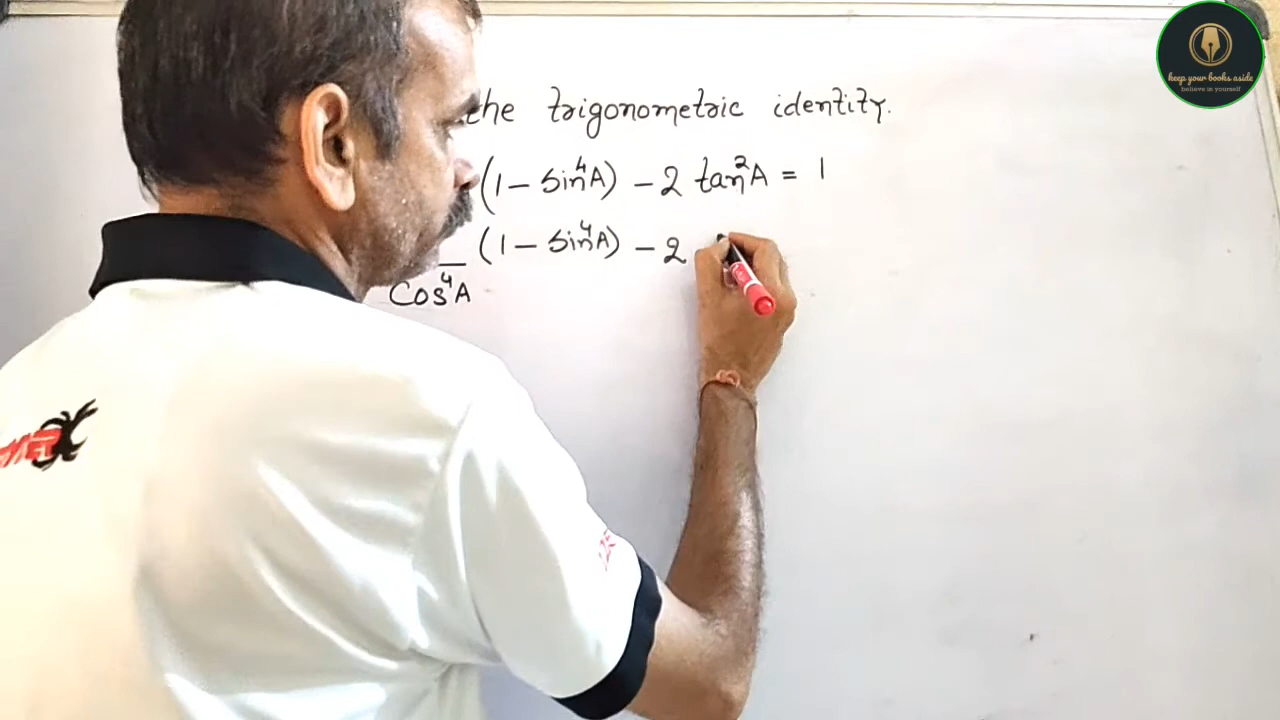 the trigonometric identity.
(1 - sin⁴A) - 2 tan²A = 1
(1 - sin⁴A) - 2
Cos⁴A
keep your books aside
believe in yourself